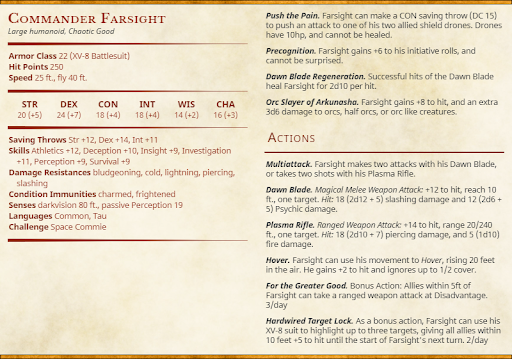 Commander Farsight
Large humanoid, Chaotic Good
Armor Class 22 (XV-8 Battlesuit)
Hit Points 250
Speed 25 ft., fly 40 ft.
STR DEX CON INT WIS CHA
20 (+5) 24 (+7) 18 (+4) 18 (+4) 14 (+2) 16 (+3)
Saving Throws Str +12, Dex +14, Int +11
Skills Athletics +12, Deception +10, Insight +9, Investigation
+11, Perception +9, Survival +9
Damage Resistances bludgeoning, cold, lightning, piercing,
slashing
Condition Immunities charmed, frightened
Senses darkvision 80 ft., passive Perception 19
Languages Common, Tau
Challenge Space Commie
Push the Pain. Farsight can make a CON saving throw (DC 15)
to push an attack to one of his two allied shield drones. Drones
have 10hp, and cannot be healed.
Precognition. Farsight gains +6 to his initiative rolls, and
cannot be surprised.
Dawn Blade Regeneration. Successful hits of the Dawn Blade
heal Farsight for 2d10 per hit.
Orc Slayer of Arkunasha. Farsight gains +8 to hit, and an extra
3d6 damage to orcs, half orcs, or orc like creatures.
Actions
Multiattack. Farsight makes two attacks with his Dawn Blade,
or takes two shots with his Plasma Rifle.
Dawn Blade. Magical Melee Weapon Attack: +12 to hit, reach 10
ft., one target. Hit: 18 (2d12 + 5) slashing damage and 12 (2d6 +
5) Psychic damage.
Plasma Rifle. Ranged Weapon Attack: +14 to hit, range 20/240
ft., one target. Hit: 18 (2d10 + 7) piercing damage, and 5 (1d10)
fire damage.
Hover. Farsight can use his movement to Hover, rising 20 feet
in the air. He gains +2 to hit and ignores up to 1/2 cover.
For the Greater Good. Bonus Action: Allies within 5ft of
Farsight can take a ranged weapon attack at Disadvantage.
3/day
Hardwired Target Lock. As a bonus action, Farsight can use his
XV-8 suit to highlight up to three targets, giving all allies within
10 feet +5 to hit until the start of Farsight's next turn. 2/day